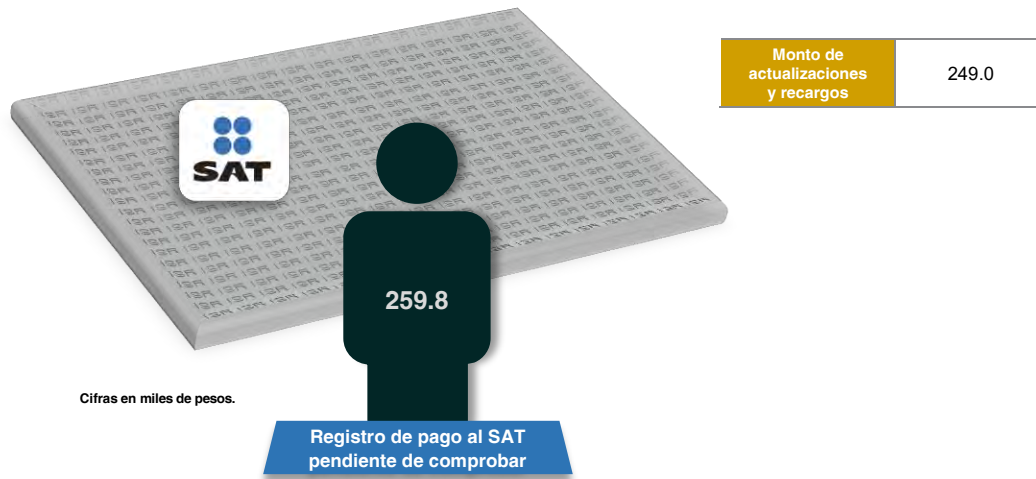 Monto de
actualizaciones
y recargos
249.0
SAT
259.8
Cifras en miles de pesos.
Registro de pago al SAT
pendiente de comprobar